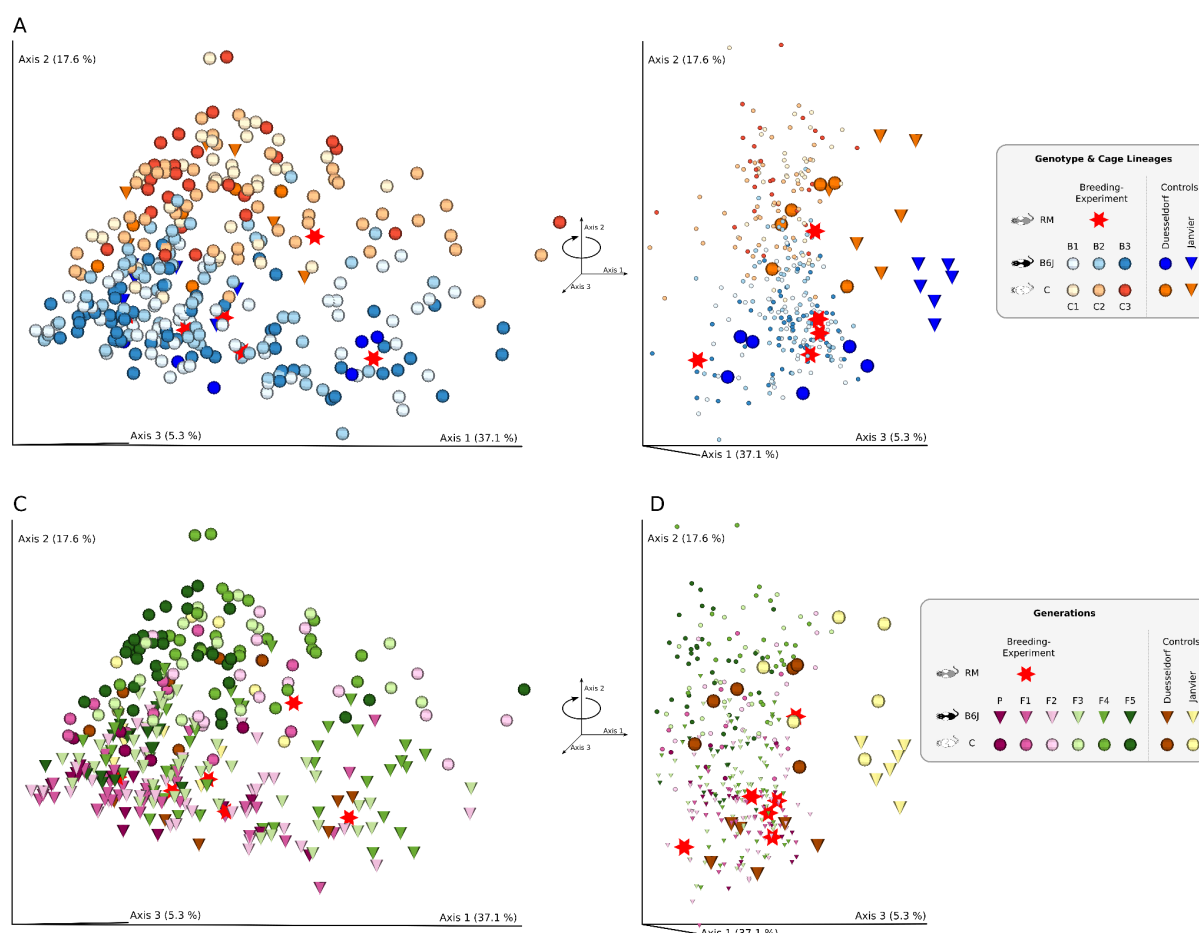 A
Axis 2 (17.6 %)
Axis 3 (5.3 %)
Axis 1 (37.1 %)
Axis 2
Axis 1
Axis 3
Axis 2 (17.6 %)
Axis 3 (5.3 %)
Axis 1 (37.1 %)
Genotype & Cage Lineages
Breeding-
Experiment
Controls
Duesseldorf
Janvier
RM
B1 B2 B3
B6J
C
C1 C2 C3
C
Axis 2 (17.6 %)
Axis 3 (5.3 %)
Axis 1 (37.1 %)
Axis 2
Axis 1
Axis 3
D
Axis 2 (17.6 %)
Axis 3 (5.3 %)
Axis 1 (37.1 %)
Generations
Breeding-
Experiment
Controls
Duesseldorf
Janvier
RM
P F1 F2 F3 F4 F5
B6J
C